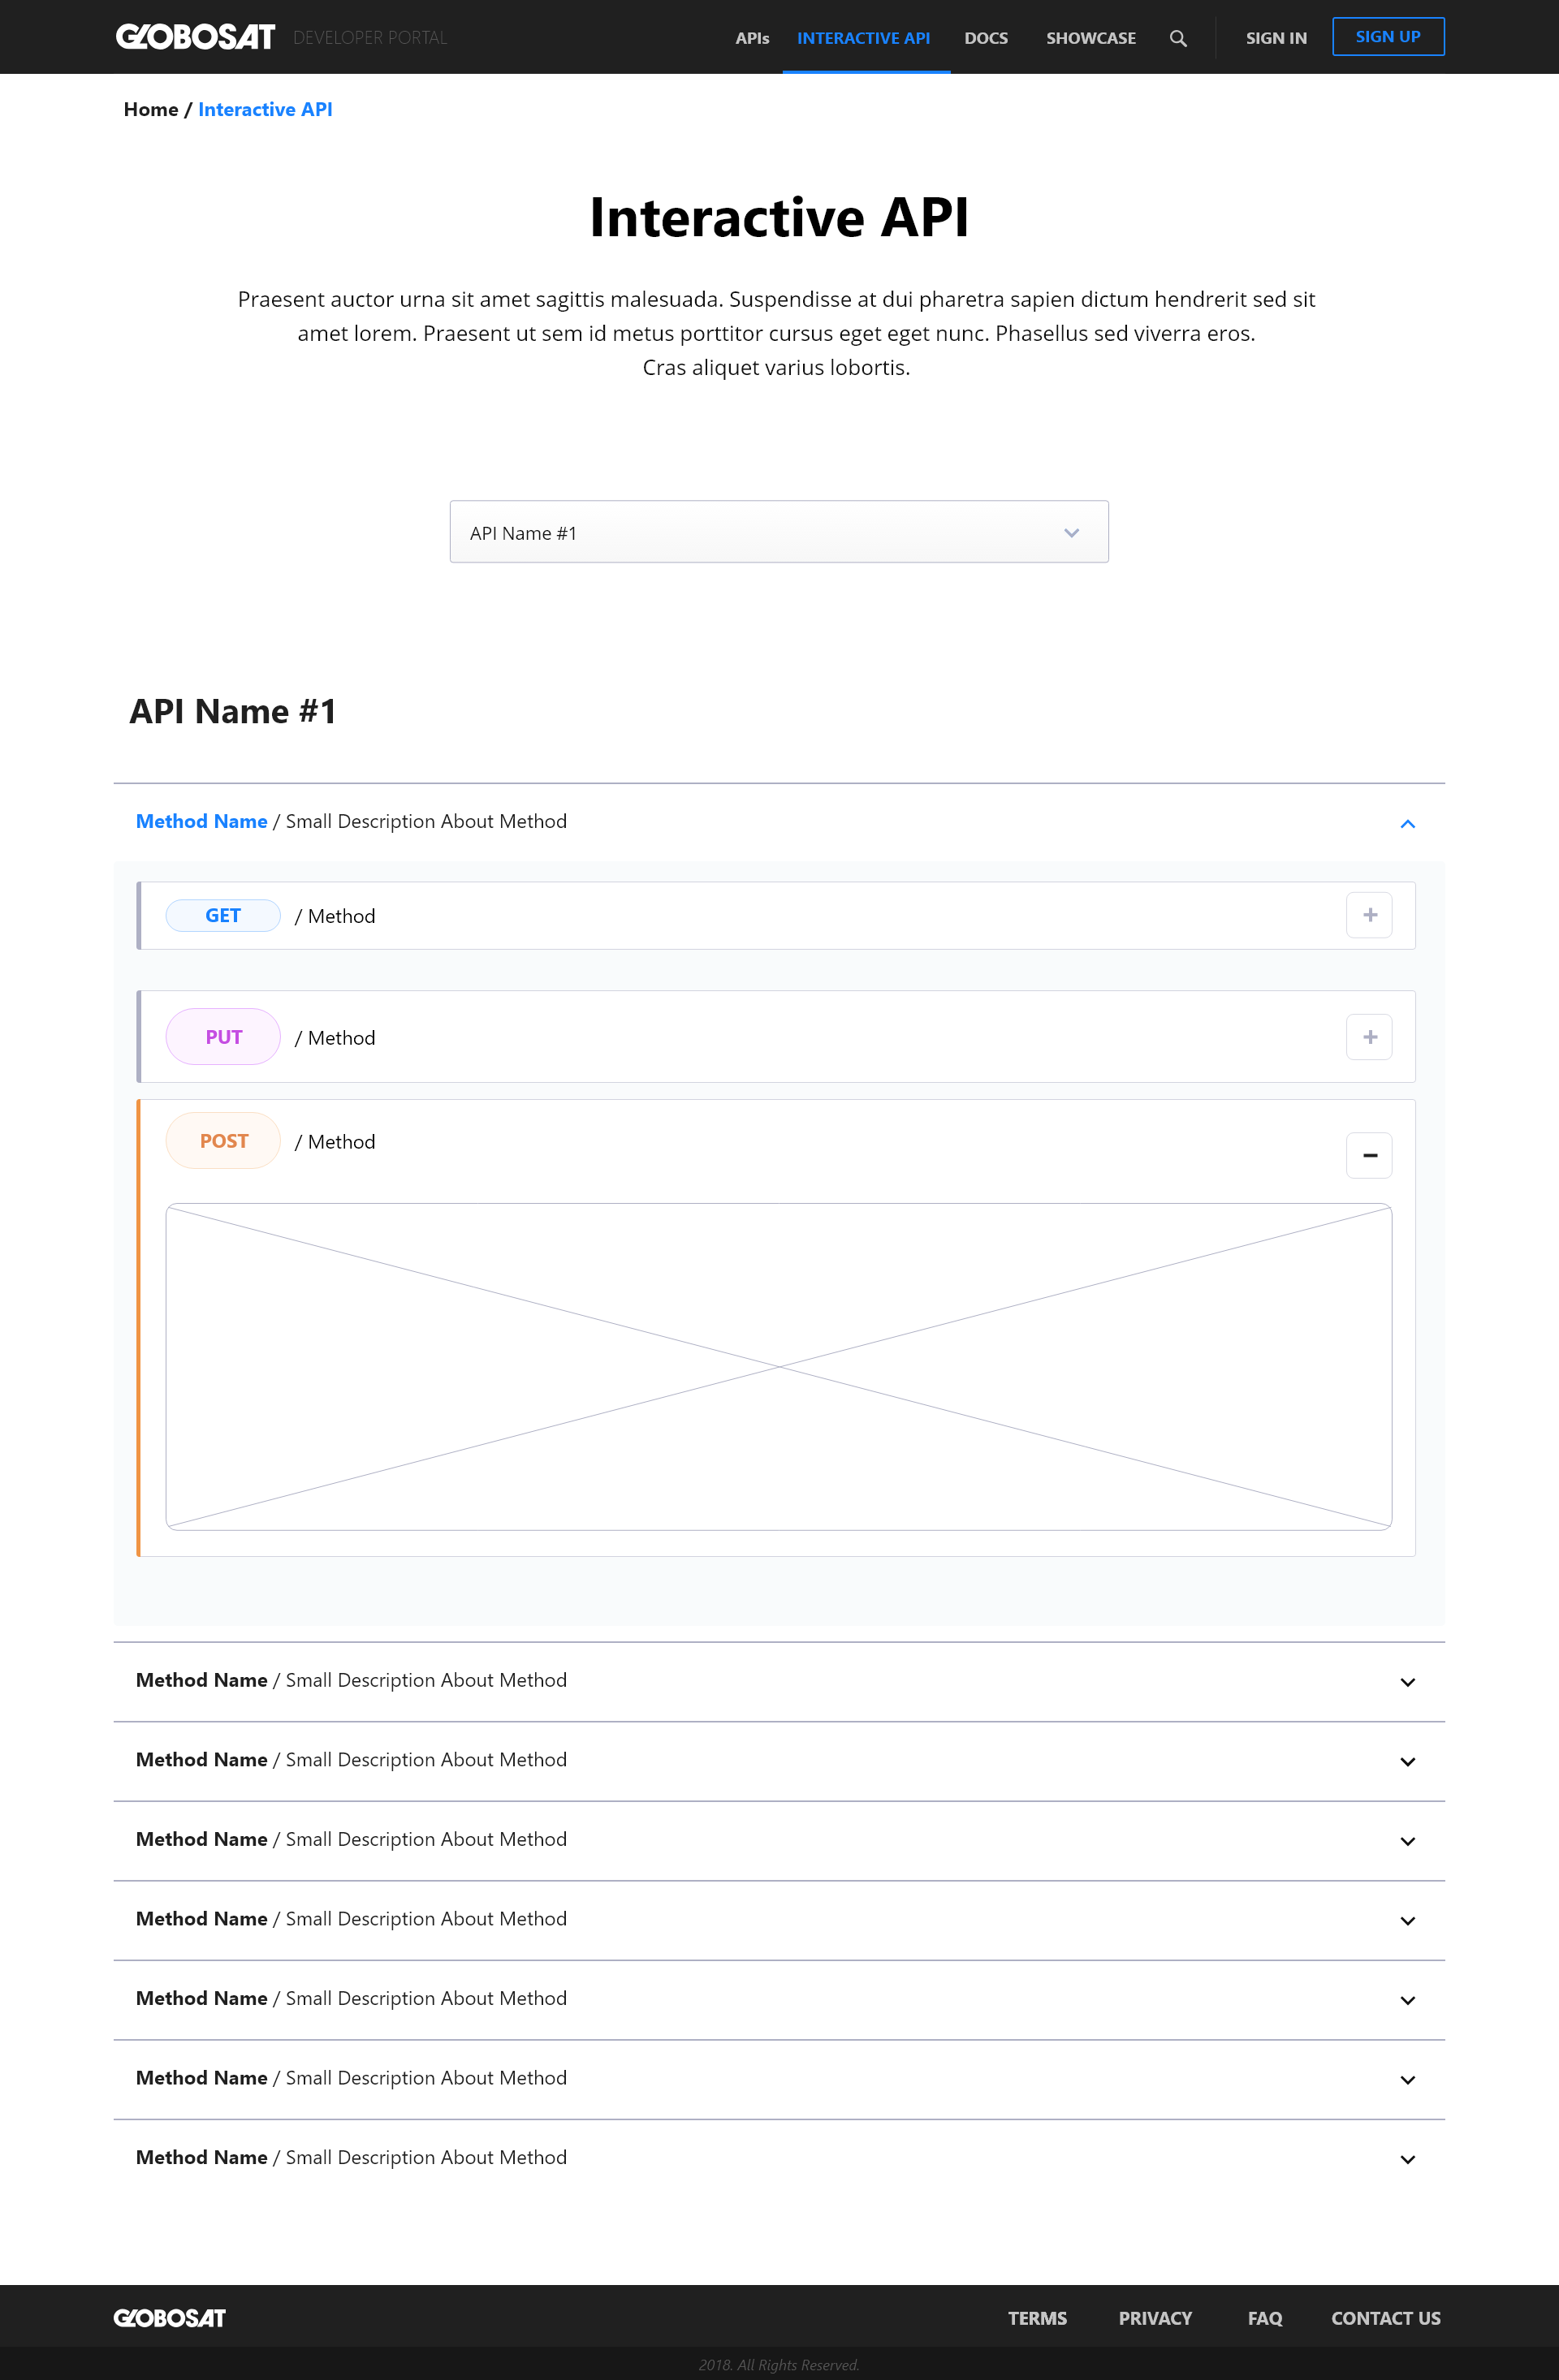 GLOBOSAT DEVELOPER PORTAL APIs INTERACTIVE API DOCS SHOWCASE SIGN IN SIGN UP
Home / Interactive API
Interactive API
Praesent auctor urna sit amet sagittis malesuada. Suspendisse at dui pharetra sapien dictum hendrerit sed sit
amet lorem. Praesent ut sem id metus porttitor cursus eget eget nunc. Phasellus sed viverra eros.
Cras aliquet varius lobortis.
API Name #1
API Name #1
Method Name / Small Description About Method
GET / Method
PUT / Method
POST / Method
Method Name / Small Description About Method
Method Name / Small Description About Method
Method Name / Small Description About Method
Method Name / Small Description About Method
Method Name / Small Description About Method
Method Name / Small Description About Method
Method Name / Small Description About Method
GLOBOSAT TERMS PRIVACY FAQ CONTACT US
2018. All Rights Reserved.